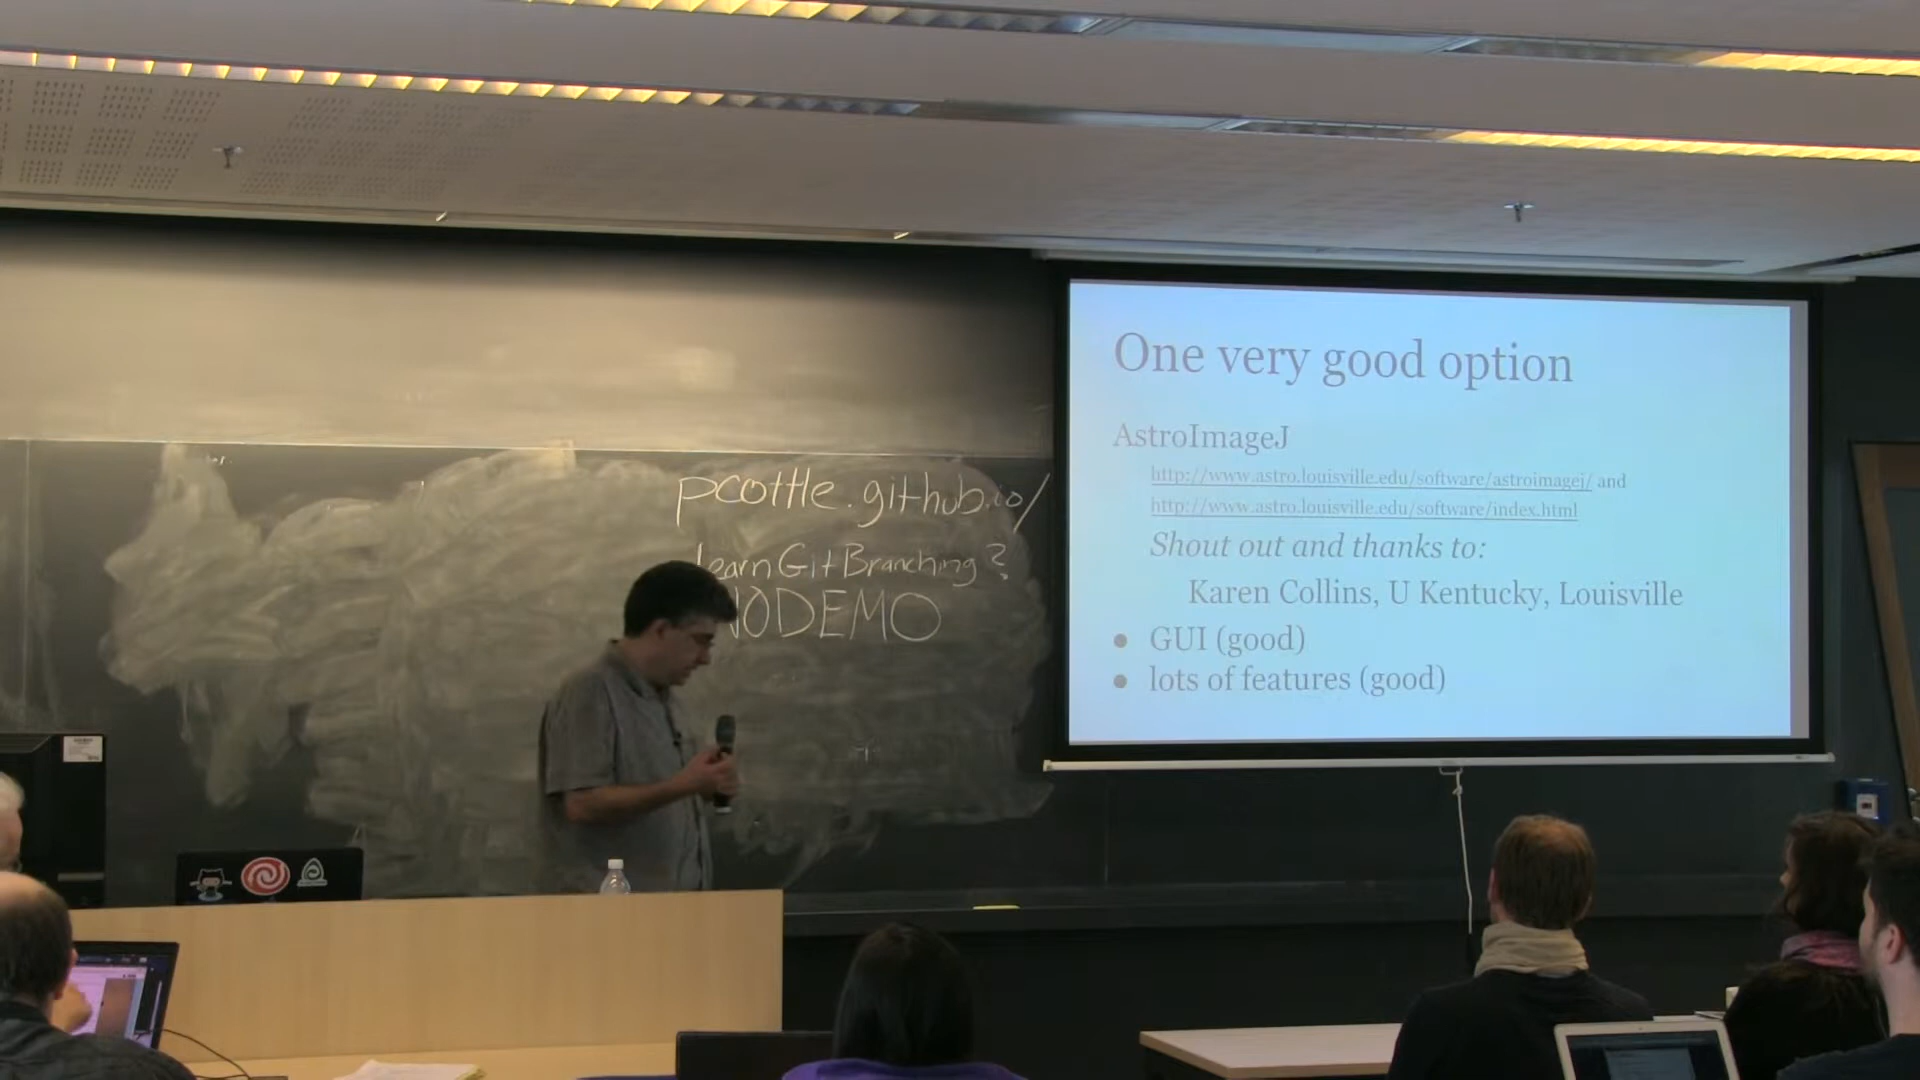 pcottle.github.io/
learnGitBranching?
NODEMO
One very good option
AstroImageJ
http://www.astro.louisville.edu/software/astroimagej/ and
http://www.astro.louisville.edu/software/index.html
Shout out and thanks to:
Karen Collins, U Kentucky, Louisville
● GUI (good)
● lots of features (good)